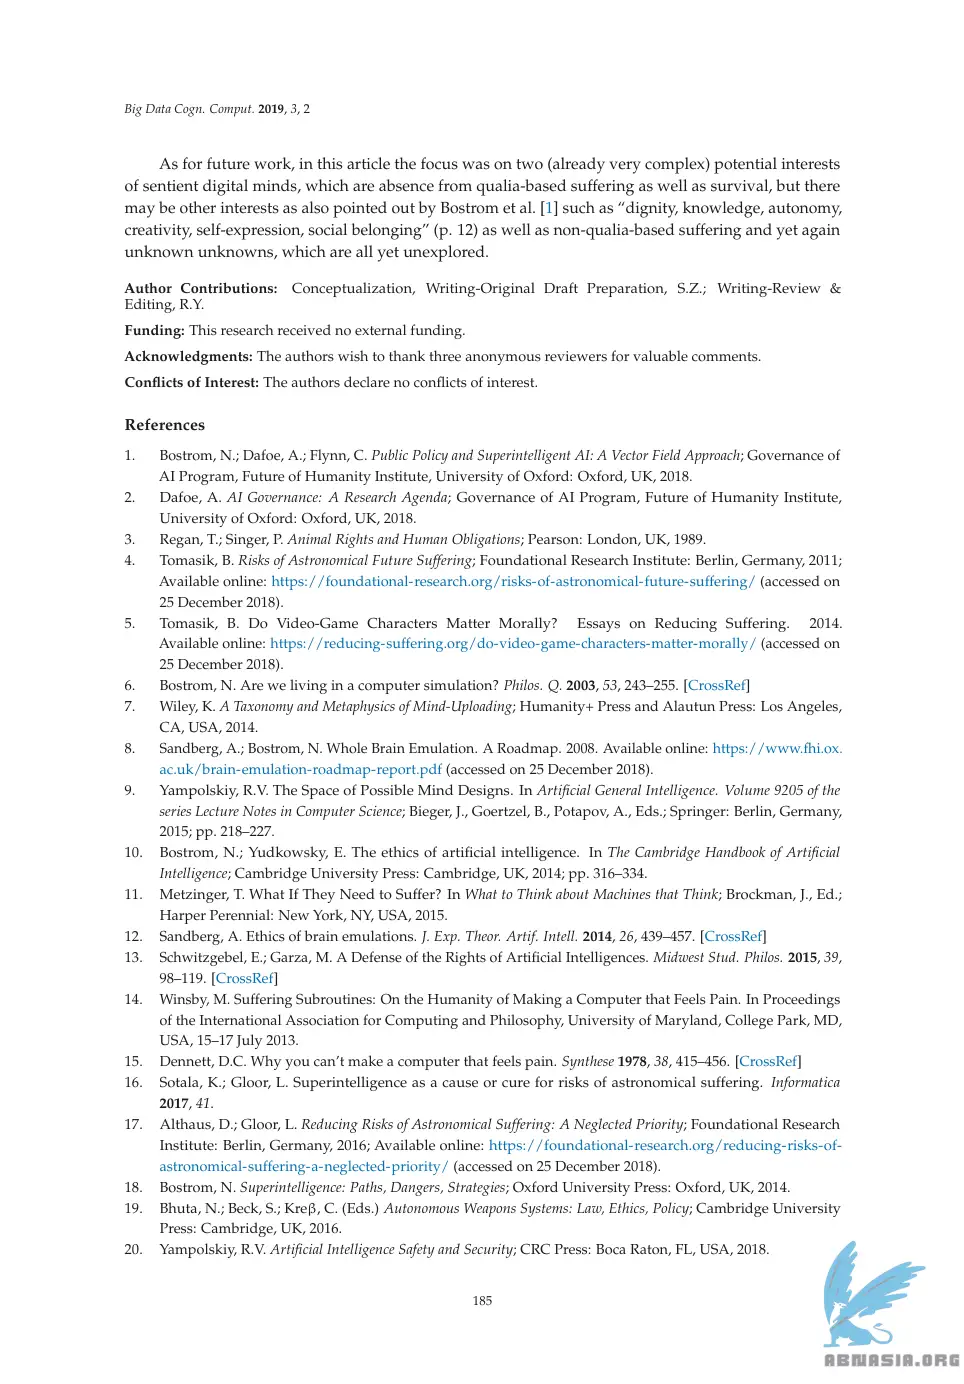 Big Data Cogn. Comput. 2019, 3, 2
As for future work, in this article the focus was on two (already very complex) potential interests
of sentient digital minds, which are absence from qualia-based suffering as well as survival, but there
may be other interests as also pointed out by Bostrom et al. [1] such as “dignity, knowledge, autonomy,
creativity, self-expression, social belonging” (p. 12) as well as non-qualia-based suffering and yet again
unknown unknowns, which are all yet unexplored.
Author Contributions: Conceptualization, Writing-Original Draft Preparation, S.Z.; Writing-Review &
Editing, R.Y.
Funding: This research received no external funding.
Acknowledgments: The authors wish to thank three anonymous reviewers for valuable comments.
Conflicts of Interest: The authors declare no conflicts of interest.
References
1. Bostrom, N.; Dafoe, A.; Flynn, C. Public Policy and Superintelligent AI: A Vector Field Approach; Governance of
AI Program, Future of Humanity Institute, University of Oxford: Oxford, UK, 2018.
2. Dafoe, A. AI Governance: A Research Agenda; Governance of AI Program, Future of Humanity Institute,
University of Oxford: Oxford, UK, 2018.
3. Regan, T.; Singer, P. Animal Rights and Human Obligations; Pearson: London, UK, 1989.
4. Tomasik, B. Risks of Astronomical Future Suffering; Foundational Research Institute: Berlin, Germany, 2011;
Available online: https://foundational-research.org/risks-of-astronomical-future-suffering/ (accessed on
25 December 2018).
5. Tomasik, B. Do Video-Game Characters Matter Morally? Essays on Reducing Suffering. 2014.
Available online: https://reducing-suffering.org/do-video-game-characters-matter-morally/ (accessed on
25 December 2018).
6. Bostrom, N. Are we living in a computer simulation? Philos. Q. 2003, 53, 243–255. [CrossRef]
7. Wiley, K. A Taxonomy and Metaphysics of Mind-Uploading; Humanity+ Press and Alautun Press: Los Angeles,
CA, USA, 2014.
8. Sandberg, A.; Bostrom, N. Whole Brain Emulation. A Roadmap. 2008. Available online: https://www.fhi.ox.
ac.uk/brain-emulation-roadmap-report.pdf (accessed on 25 December 2018).
9. Yampolskiy, R.V. The Space of Possible Mind Designs. In Artificial General Intelligence. Volume 9205 of the
series Lecture Notes in Computer Science; Bieger, J., Goertzel, B., Potapov, A., Eds.; Springer: Berlin, Germany,
2015; pp. 218–227.
10. Bostrom, N.; Yudkowsky, E. The ethics of artificial intelligence. In The Cambridge Handbook of Artificial
Intelligence; Cambridge University Press: Cambridge, UK, 2014; pp. 316–334.
11. Metzinger, T. What If They Need to Suffer? In What to Think about Machines that Think; Brockman, J., Ed.;
Harper Perennial: New York, NY, USA, 2015.
12. Sandberg, A. Ethics of brain emulations. J. Exp. Theor. Artif. Intell. 2014, 26, 439–457. [CrossRef]
13. Schwitzgebel, E.; Garza, M. A Defense of the Rights of Artificial Intelligences. Midwest Stud. Philos. 2015, 39,
98–119. [CrossRef]
14. Winsby, M. Suffering Subroutines: On the Humanity of Making a Computer that Feels Pain. In Proceedings
of the International Association for Computing and Philosophy, University of Maryland, College Park, MD,
USA, 15–17 July 2013.
15. Dennett, D.C. Why you can’t make a computer that feels pain. Synthese 1978, 38, 415–456. [CrossRef]
16. Sotala, K.; Gloor, L. Superintelligence as a cause or cure for risks of astronomical suffering. Informatica
2017, 41.
17. Althaus, D.; Gloor, L. Reducing Risks of Astronomical Suffering: A Neglected Priority; Foundational Research
Institute: Berlin, Germany, 2016; Available online: https://foundational-research.org/reducing-risks-of-
astronomical-suffering-a-neglected-priority/ (accessed on 25 December 2018).
18. Bostrom, N. Superintelligence: Paths, Dangers, Strategies; Oxford University Press: Oxford, UK, 2014.
19. Bhuta, N.; Beck, S.; Kreβ, C. (Eds.) Autonomous Weapons Systems: Law, Ethics, Policy; Cambridge University
Press: Cambridge, UK, 2016.
20. Yampolskiy, R.V. Artificial Intelligence Safety and Security; CRC Press: Boca Raton, FL, USA, 2018.
185
ABNASIA.ORG